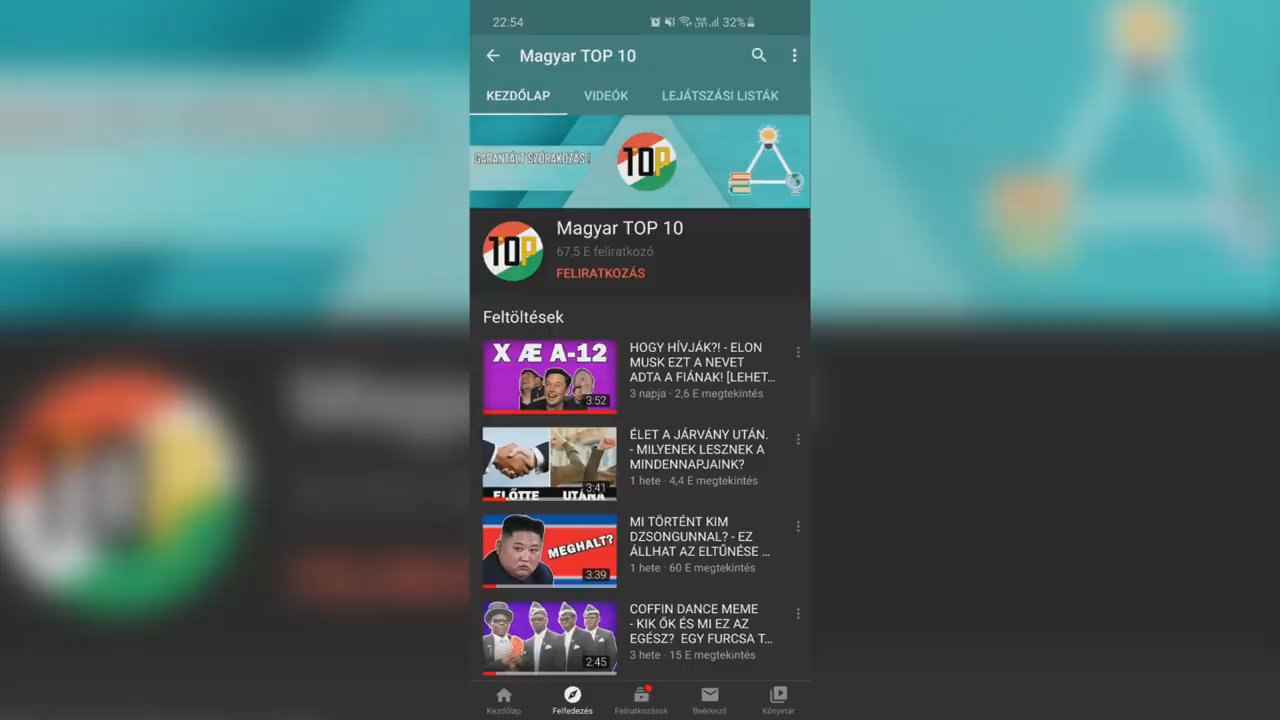 22:54
32%
Magyar TOP 10
KEZDŐLAP
VIDEÓK
LEJÁTSZÁSI LISTÁK
GARANTÁLT SZÓRAKOZÁS !
TOP
TOP
Magyar TOP 10
67,5 E feliratkozó
FELIRATKOZÁS
Feltöltések
X Æ A-12
3:52
HOGY HÍVJÁK?! - ELON
MUSK EZT A NEVET
ADTA A FIÁNAK! [LEHET...
3 napja · 2,6 E megtekintés
ELŐTTE
UTÁNA
3:41
ÉLET A JÁRVÁNY UTÁN.
- MILYENEK LESZNEK A
MINDENNAPJAINK?
1 hete · 4,4 E megtekintés
MEGHALT?
3:39
MI TÖRTÉNT KIM
DZSONGUNNAL? - EZ
ÁLLHAT AZ ELTŰNÉSE ...
1 hete · 60 E megtekintés
2:45
COFFIN DANCE MEME
- KIK ŐK ÉS MI EZ AZ
EGÉSZ? EGY FURCSA T...
3 hete · 15 E megtekintés
Kezdőlap
Felfedezés
Feliratkozások
Beérkező
Könyvtár